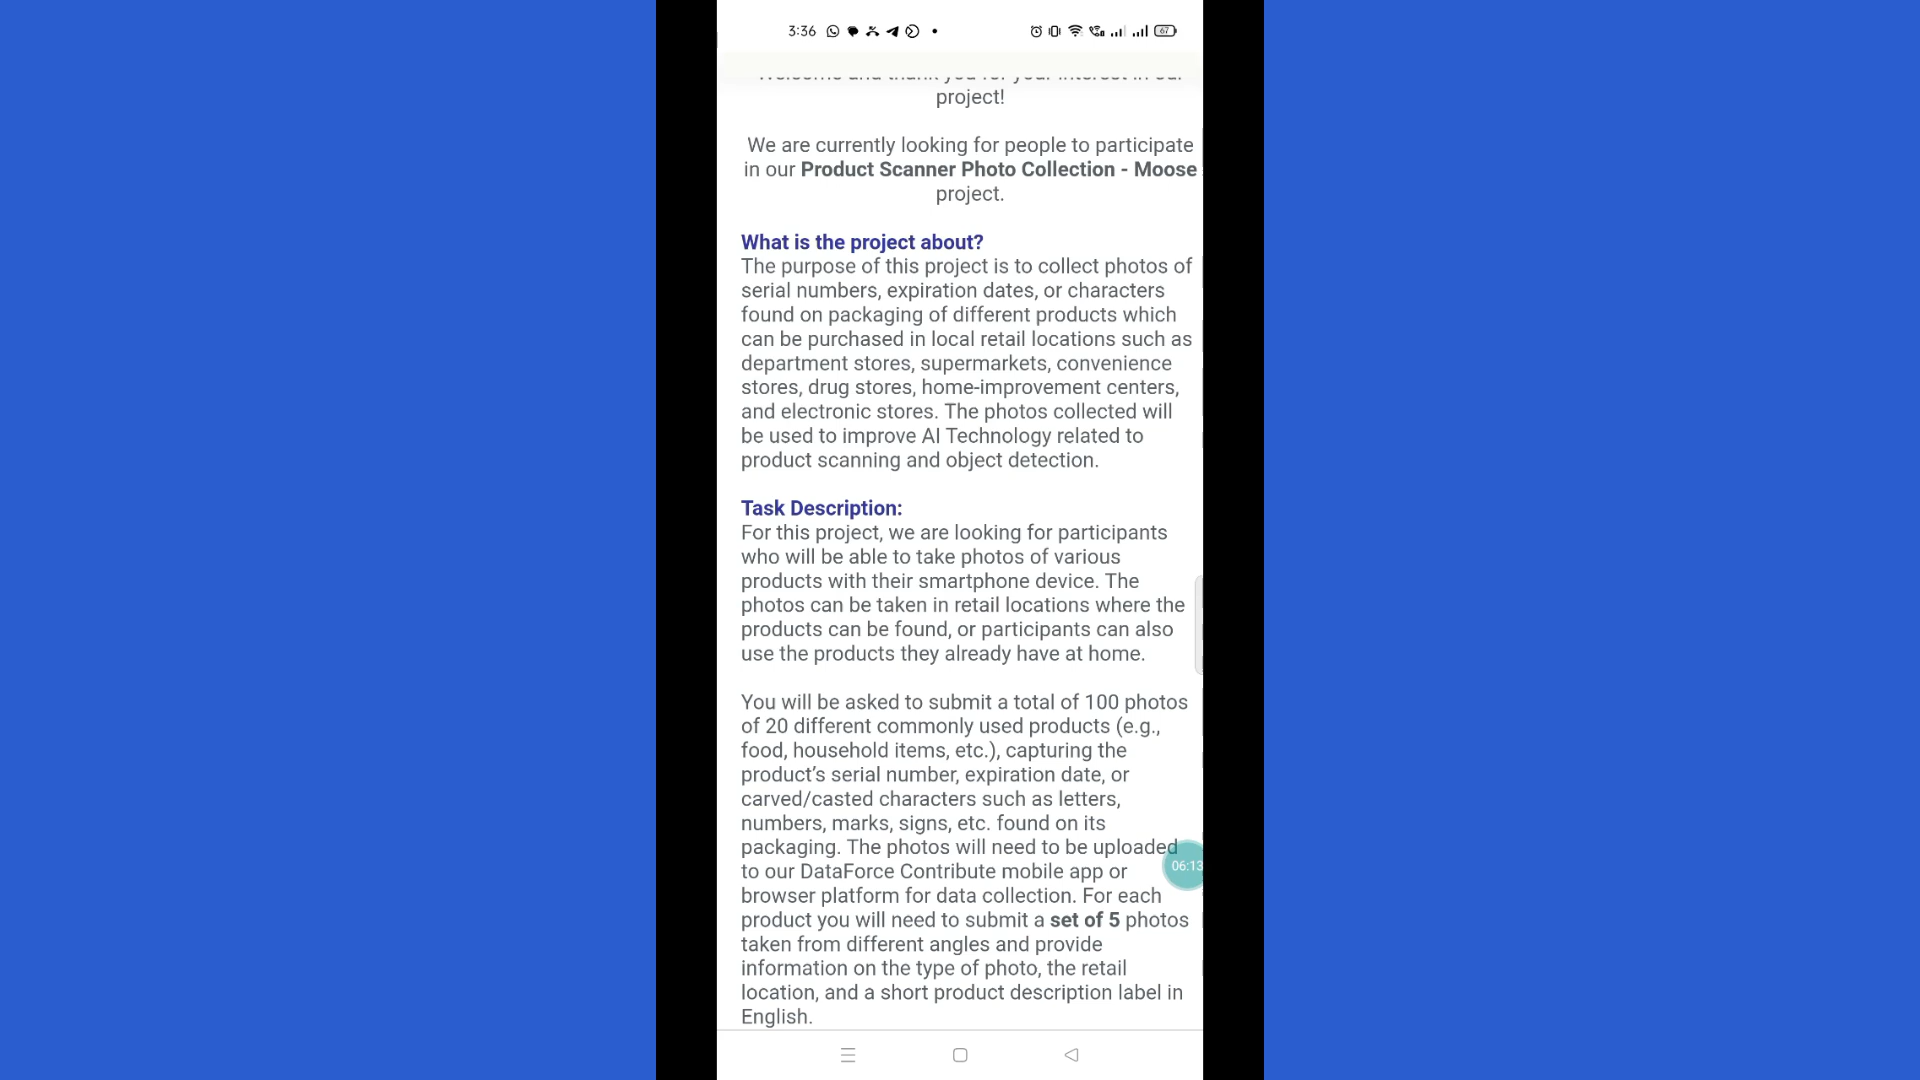 3:36
67
project!
We are currently looking for people to participate
in our Product Scanner Photo Collection - Moose
project.
What is the project about?
The purpose of this project is to collect photos of
serial numbers, expiration dates, or characters
found on packaging of different products which
can be purchased in local retail locations such as
department stores, supermarkets, convenience
stores, drug stores, home-improvement centers,
and electronic stores. The photos collected will
be used to improve AI Technology related to
product scanning and object detection.
Task Description:
For this project, we are looking for participants
who will be able to take photos of various
products with their smartphone device. The
photos can be taken in retail locations where the
products can be found, or participants can also
use the products they already have at home.
You will be asked to submit a total of 100 photos
of 20 different commonly used products (e.g.,
food, household items, etc.), capturing the
product’s serial number, expiration date, or
carved/casted characters such as letters,
numbers, marks, signs, etc. found on its
packaging. The photos will need to be uploaded
to our DataForce Contribute mobile app or
06:13
browser platform for data collection. For each
product you will need to submit a set of 5 photos
taken from different angles and provide
information on the type of photo, the retail
location, and a short product description label in
English.